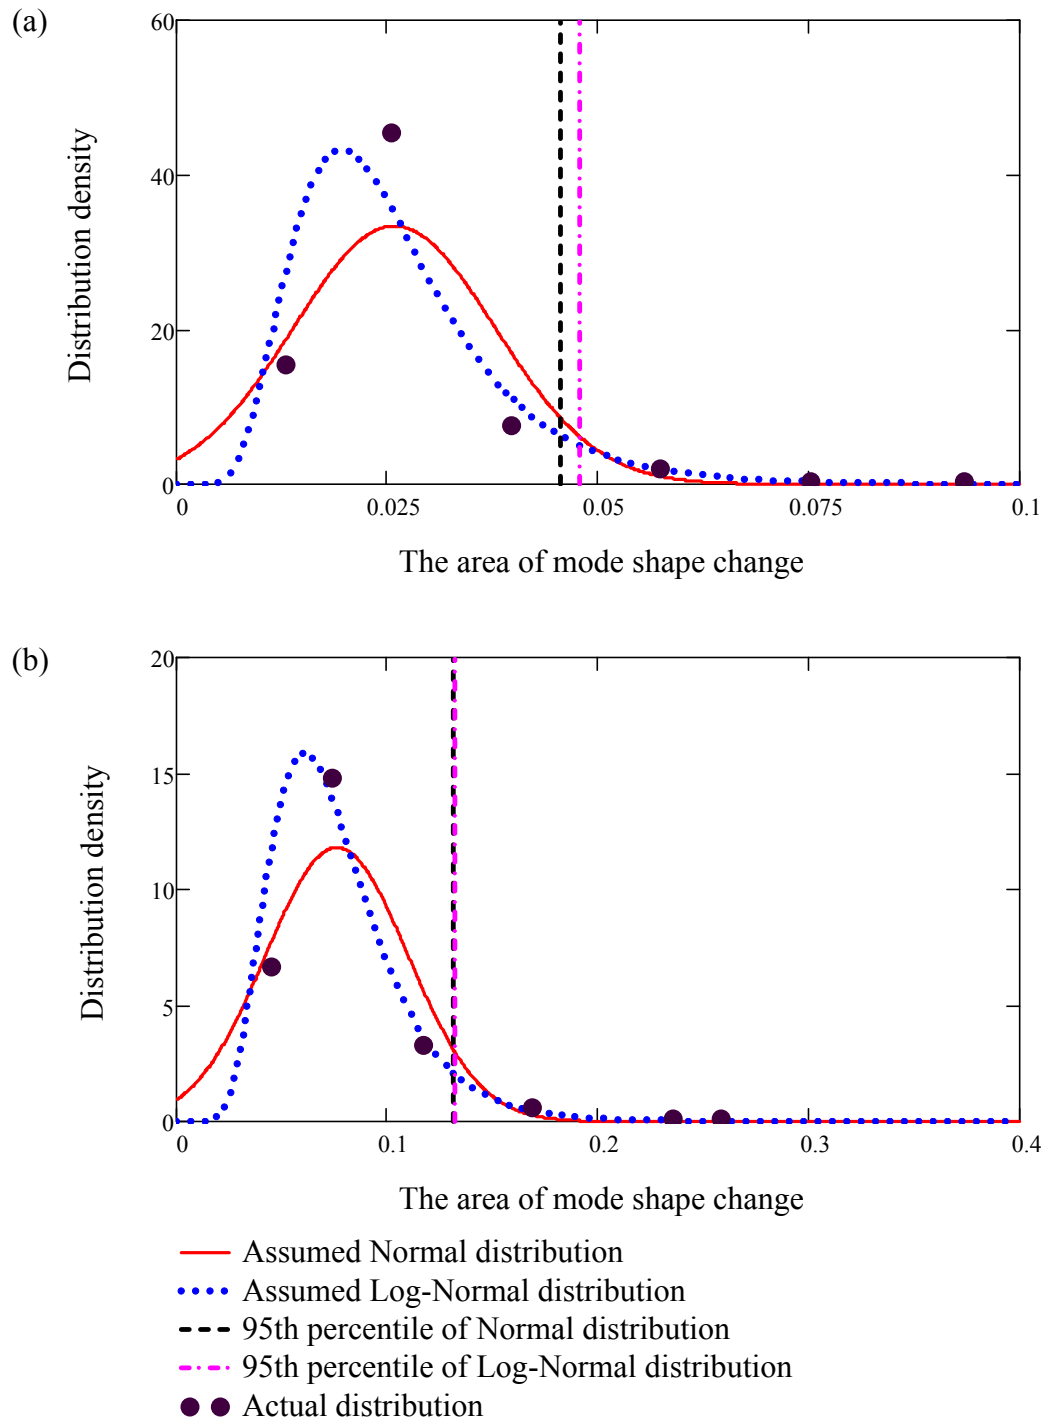 (a)
60
40
20
0
Distribution density
0 0.025 0.05 0.075 0.1
The area of mode shape change
(b)
20
15
10
5
0
Distribution density
0 0.1 0.2 0.3 0.4
The area of mode shape change
Assumed Normal distribution
Assumed Log-Normal distribution
95th percentile of Normal distribution
95th percentile of Log-Normal distribution
Actual distribution